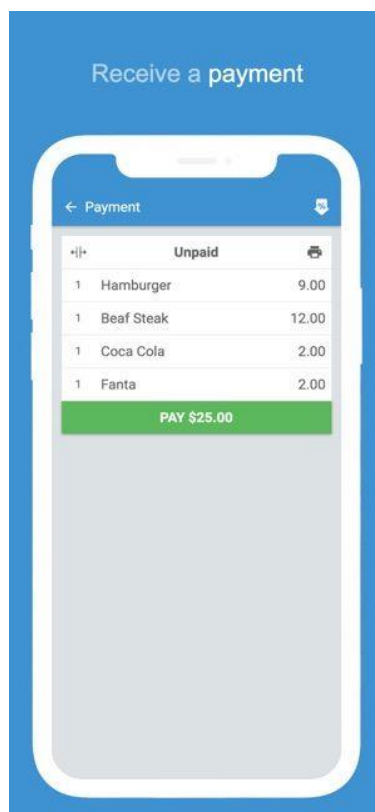 Receive a payment
Payment
%
Unpaid
1 Hamburger 9.00
1 Beaf Steak 12.00
1 Coca Cola 2.00
1 Fanta 2.00
PAY $25.00